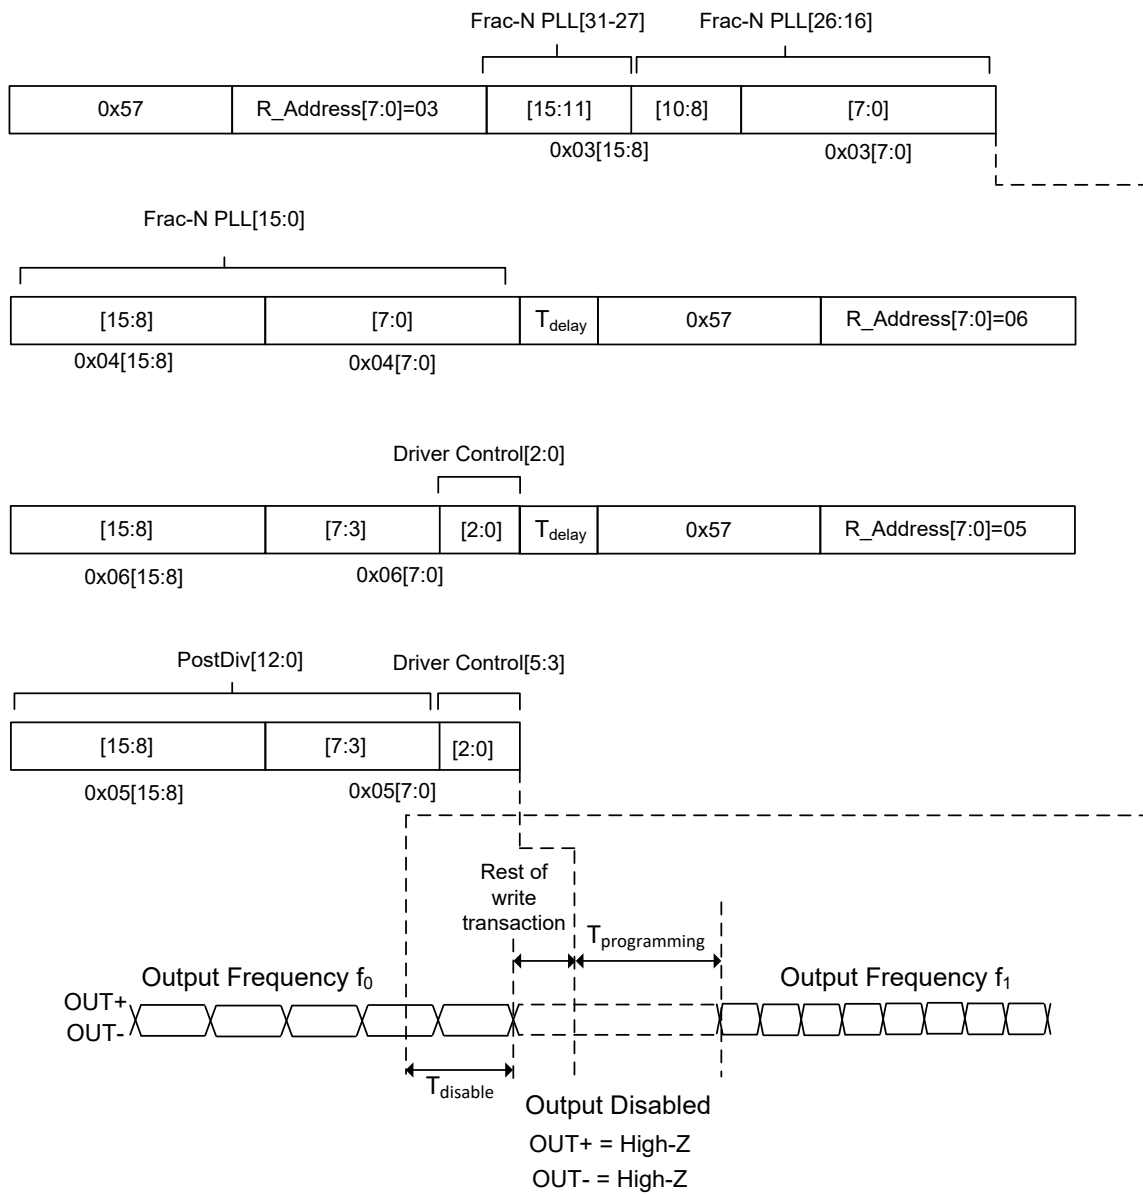 Frac-N PLL[31-27] Frac-N PLL[26:16]
0x57 R_Address[7:0]=03 [15:11] [10:8] [7:0]
0x03[15:8] 0x03[7:0]
Frac-N PLL[15:0]
[15:8] [7:0] Tdelay 0x57 R_Address[7:0]=06
0x04[15:8] 0x04[7:0]
Driver Control[2:0]
[15:8] [7:3] [2:0] Tdelay 0x57 R_Address[7:0]=05
0x06[15:8] 0x06[7:0]
PostDiv[12:0] Driver Control[5:3]
[15:8] [7:3] [2:0]
0x05[15:8] 0x05[7:0]
Rest of
write
transaction
Tprogramming
Output Frequency f0 Output Frequency f1
OUT+
OUT-
Tdisable
Output Disabled
OUT+ = High-Z
OUT- = High-Z